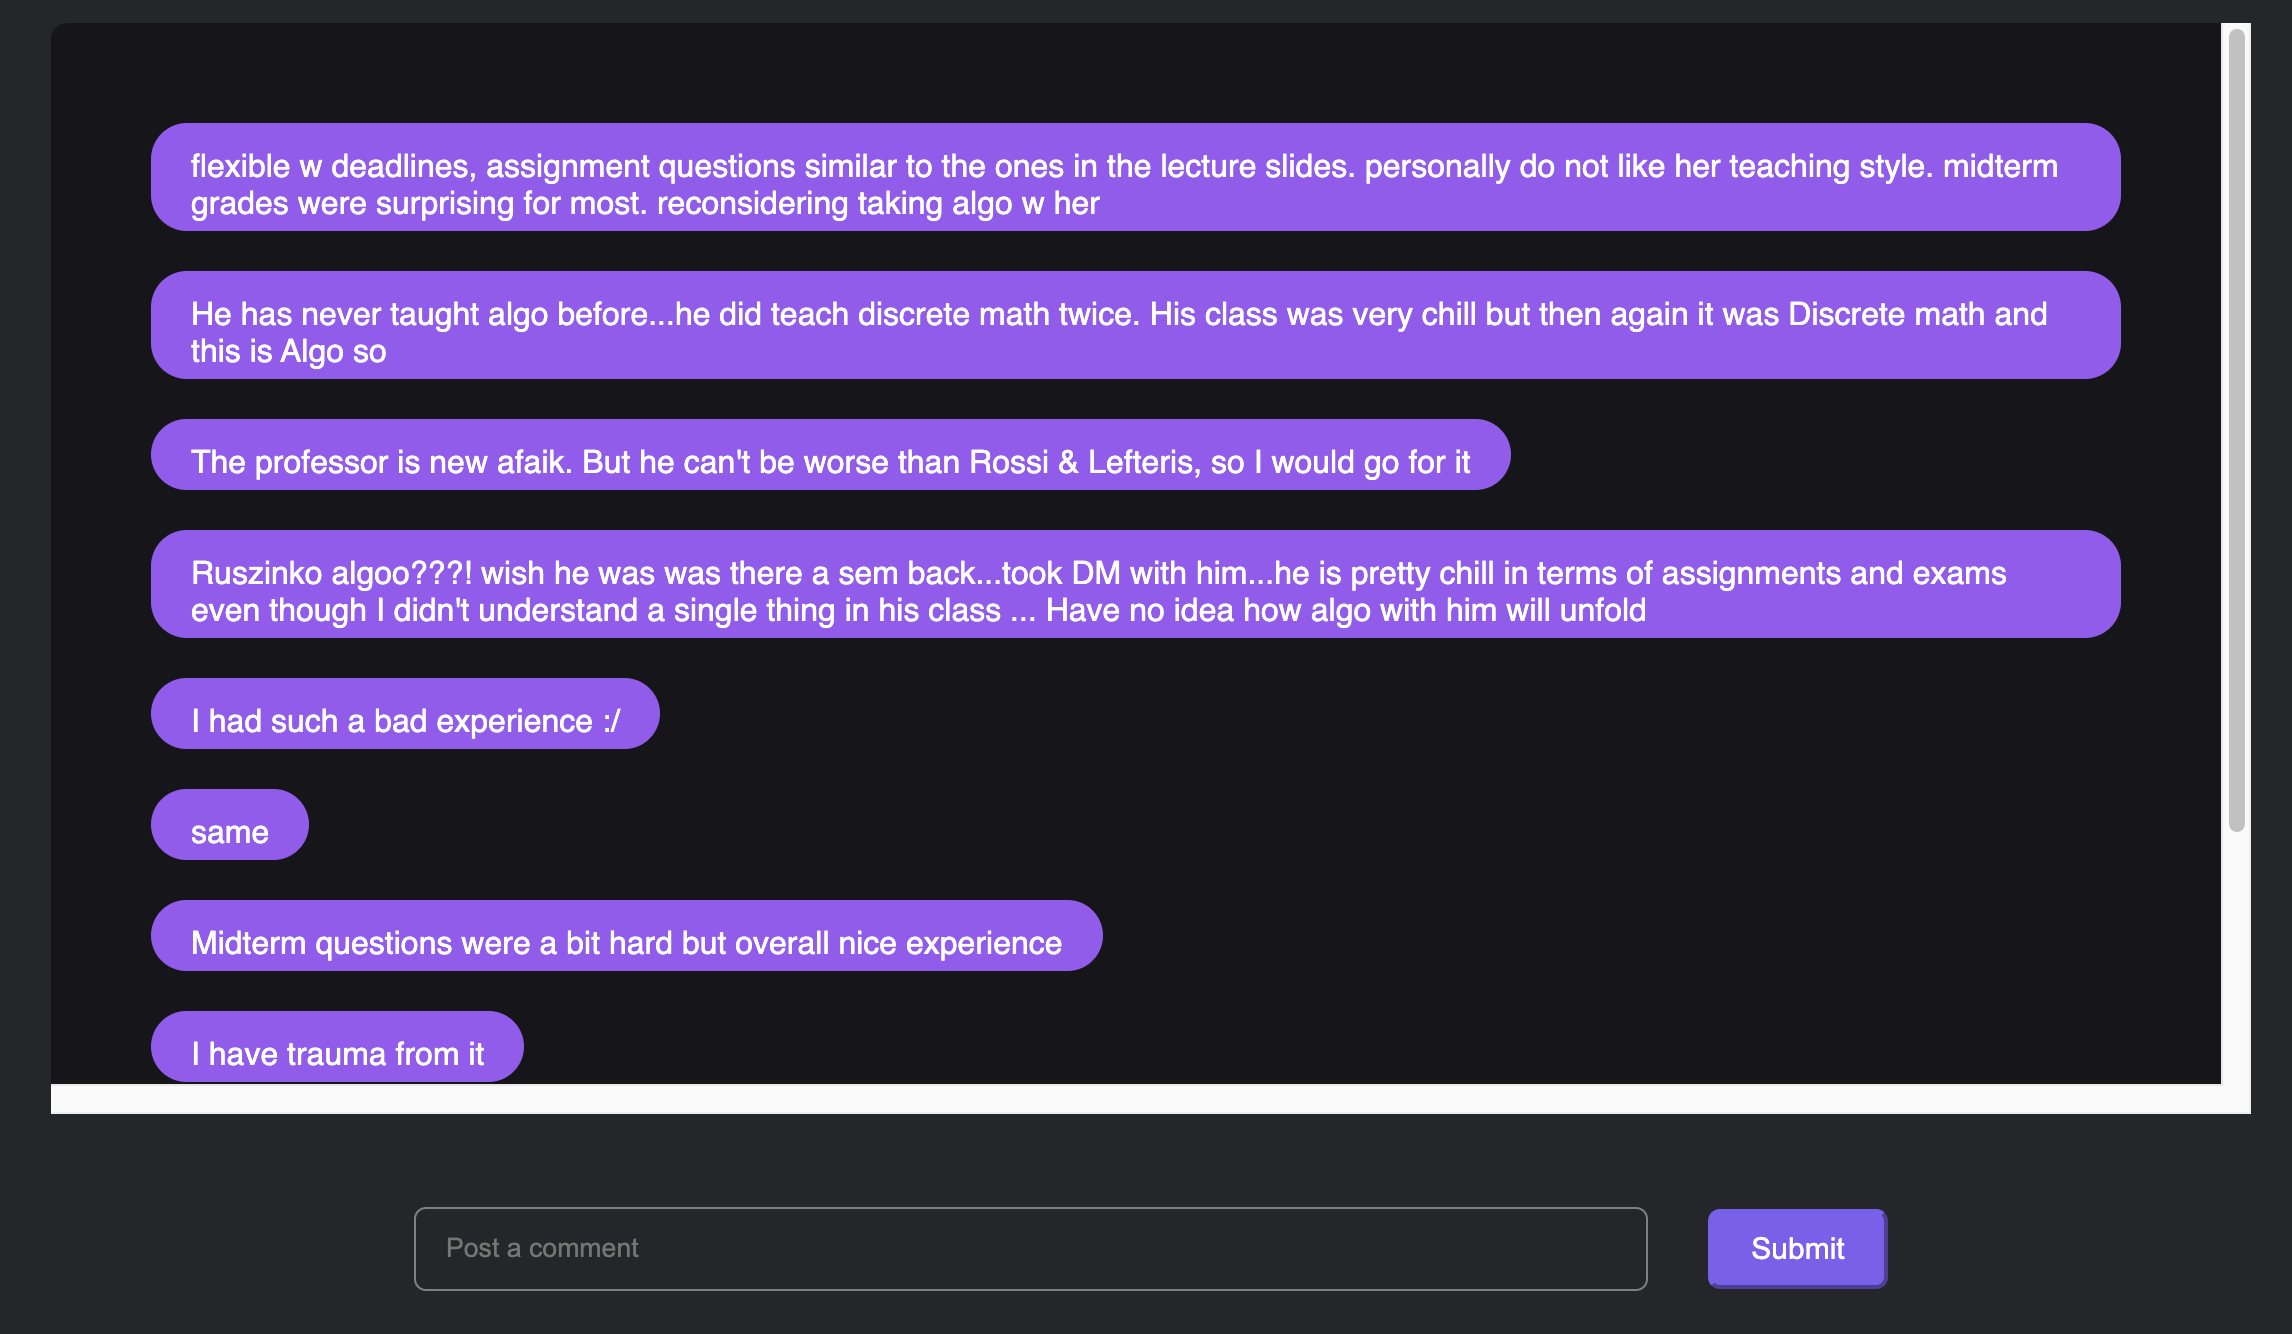 flexible w deadlines, assignment questions similar to the ones in the lecture slides. personally do not like her teaching style. midterm
grades were surprising for most. reconsidering taking algo w her
He has never taught algo before...he did teach discrete math twice. His class was very chill but then again it was Discrete math and
this is Algo so
The professor is new afaik. But he can't be worse than Rossi & Lefteris, so I would go for it
Ruszinko algoo???! wish he was was there a sem back...took DM with him...he is pretty chill in terms of assignments and exams
even though I didn't understand a single thing in his class ... Have no idea how algo with him will unfold
I had such a bad experience :/
same
Midterm questions were a bit hard but overall nice experience
I have trauma from it
Post a comment
Submit